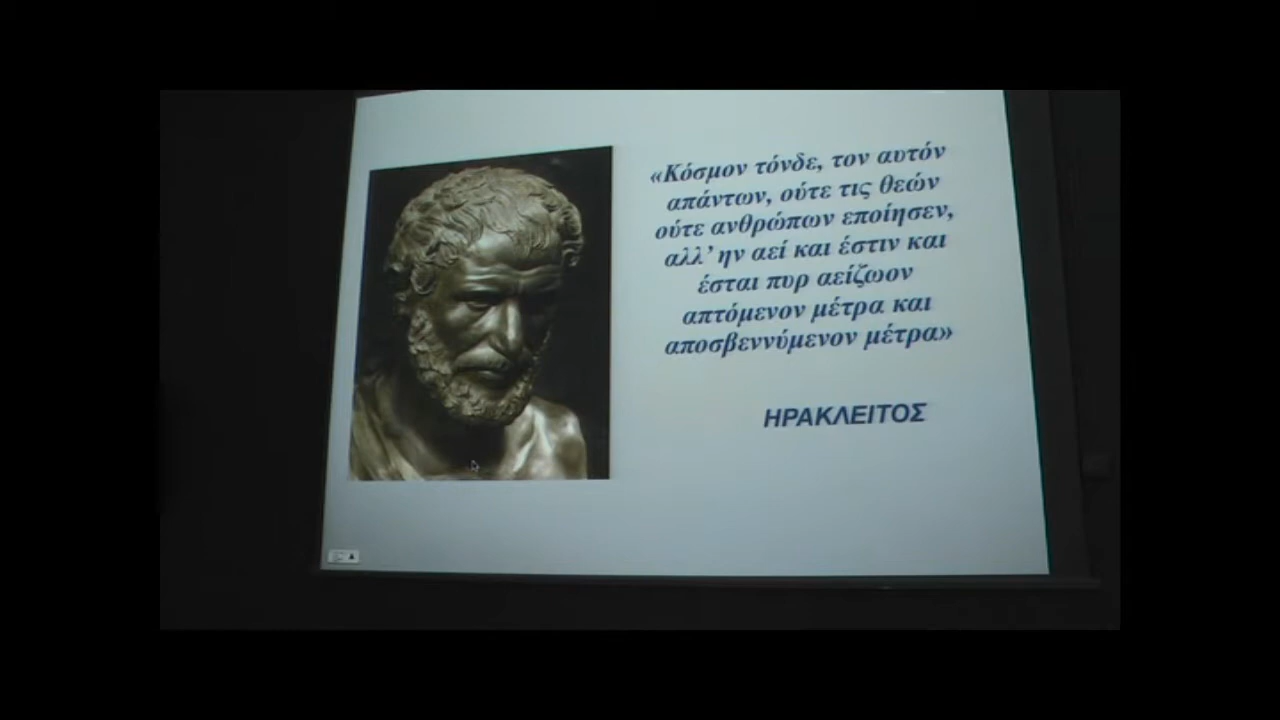 «Κόσμον τόνδε, τον αυτόν
απάντων, ούτε τις θεών
ούτε ανθρώπων εποίησεν,
αλλ’ ην αεί και έστιν και
έσται πυρ αείζωον
απτόμενον μέτρα και
αποσβεννύμενον μέτρα»
ΗΡΑΚΛΕΙΤΟΣ